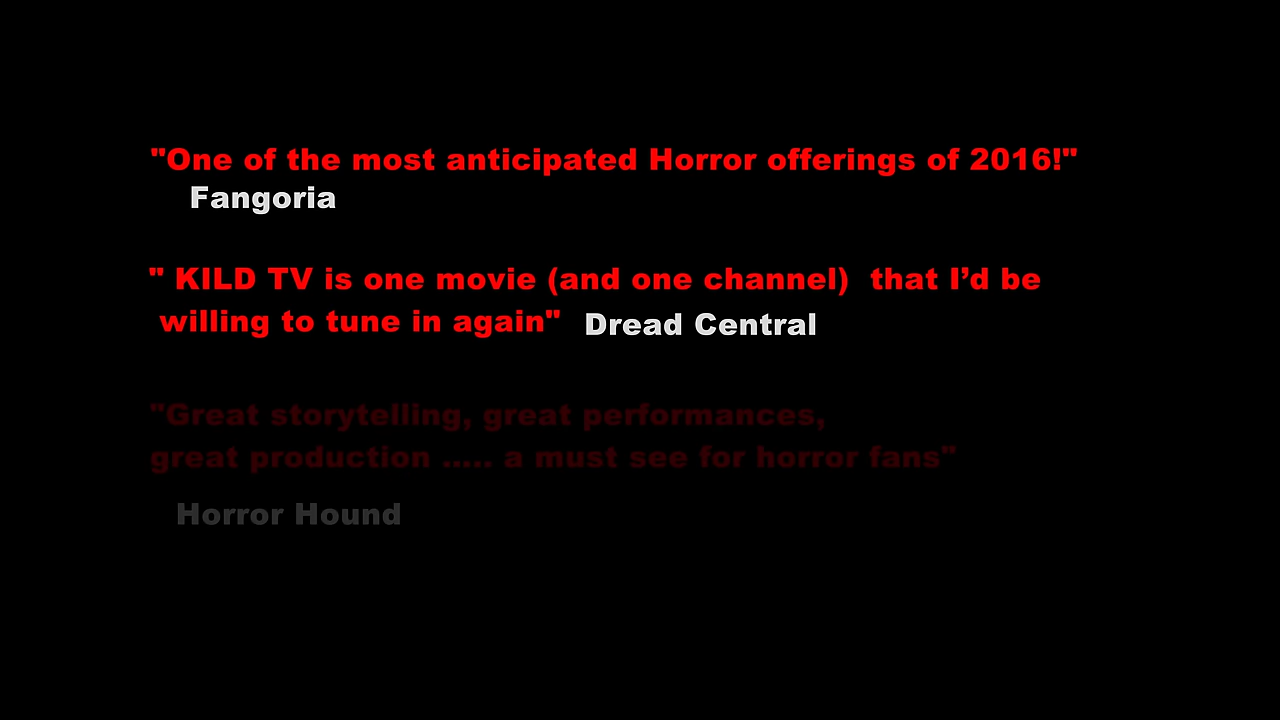 "One of the most anticipated Horror offerings of 2016!"
Fangoria
" KILD TV is one movie (and one channel)  that I’d be
willing to tune in again" Dread Central
"Great storytelling, great performances,
great production ..... a must see for horror fans"
Horror Hound